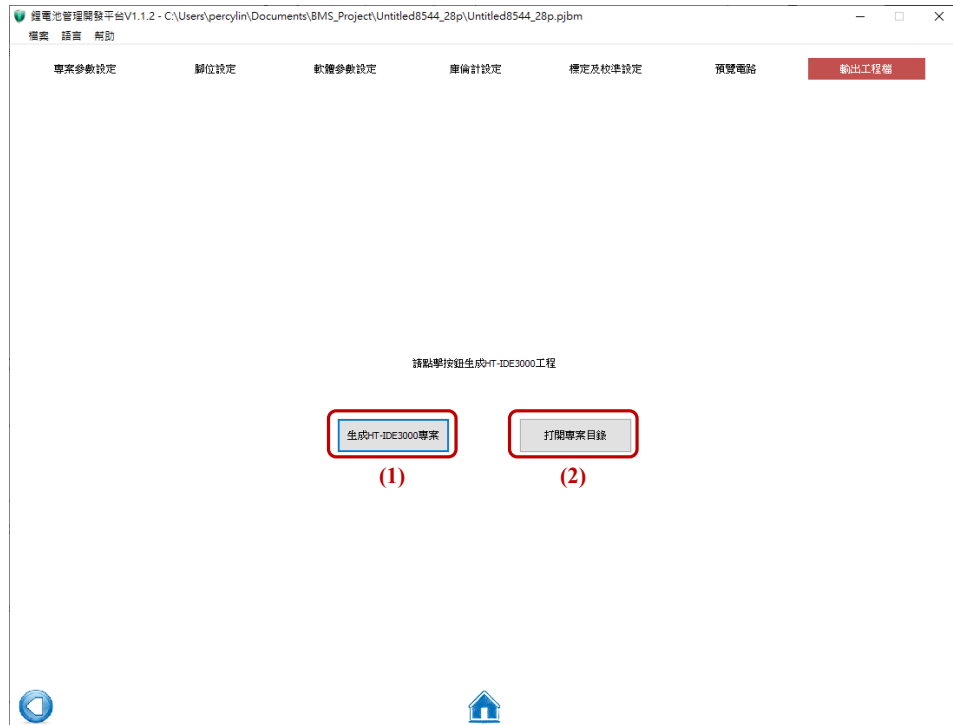 鋰電池管理開發平台V1.1.2 - C:\Users\percylin\Documents\BMS_Project\Untitled8544_28p\Untitled8544_28p.pjbm
檔案 語言 幫助
專案參數設定 腳位設定 軟體參數設定 庫倫計設定 標定及校準設定 預覽電路 輸出工程檔
請點擊按鈕生成HT-IDE3000工程
生成HT-IDE3000專案 打開專案目錄
(1) (2)